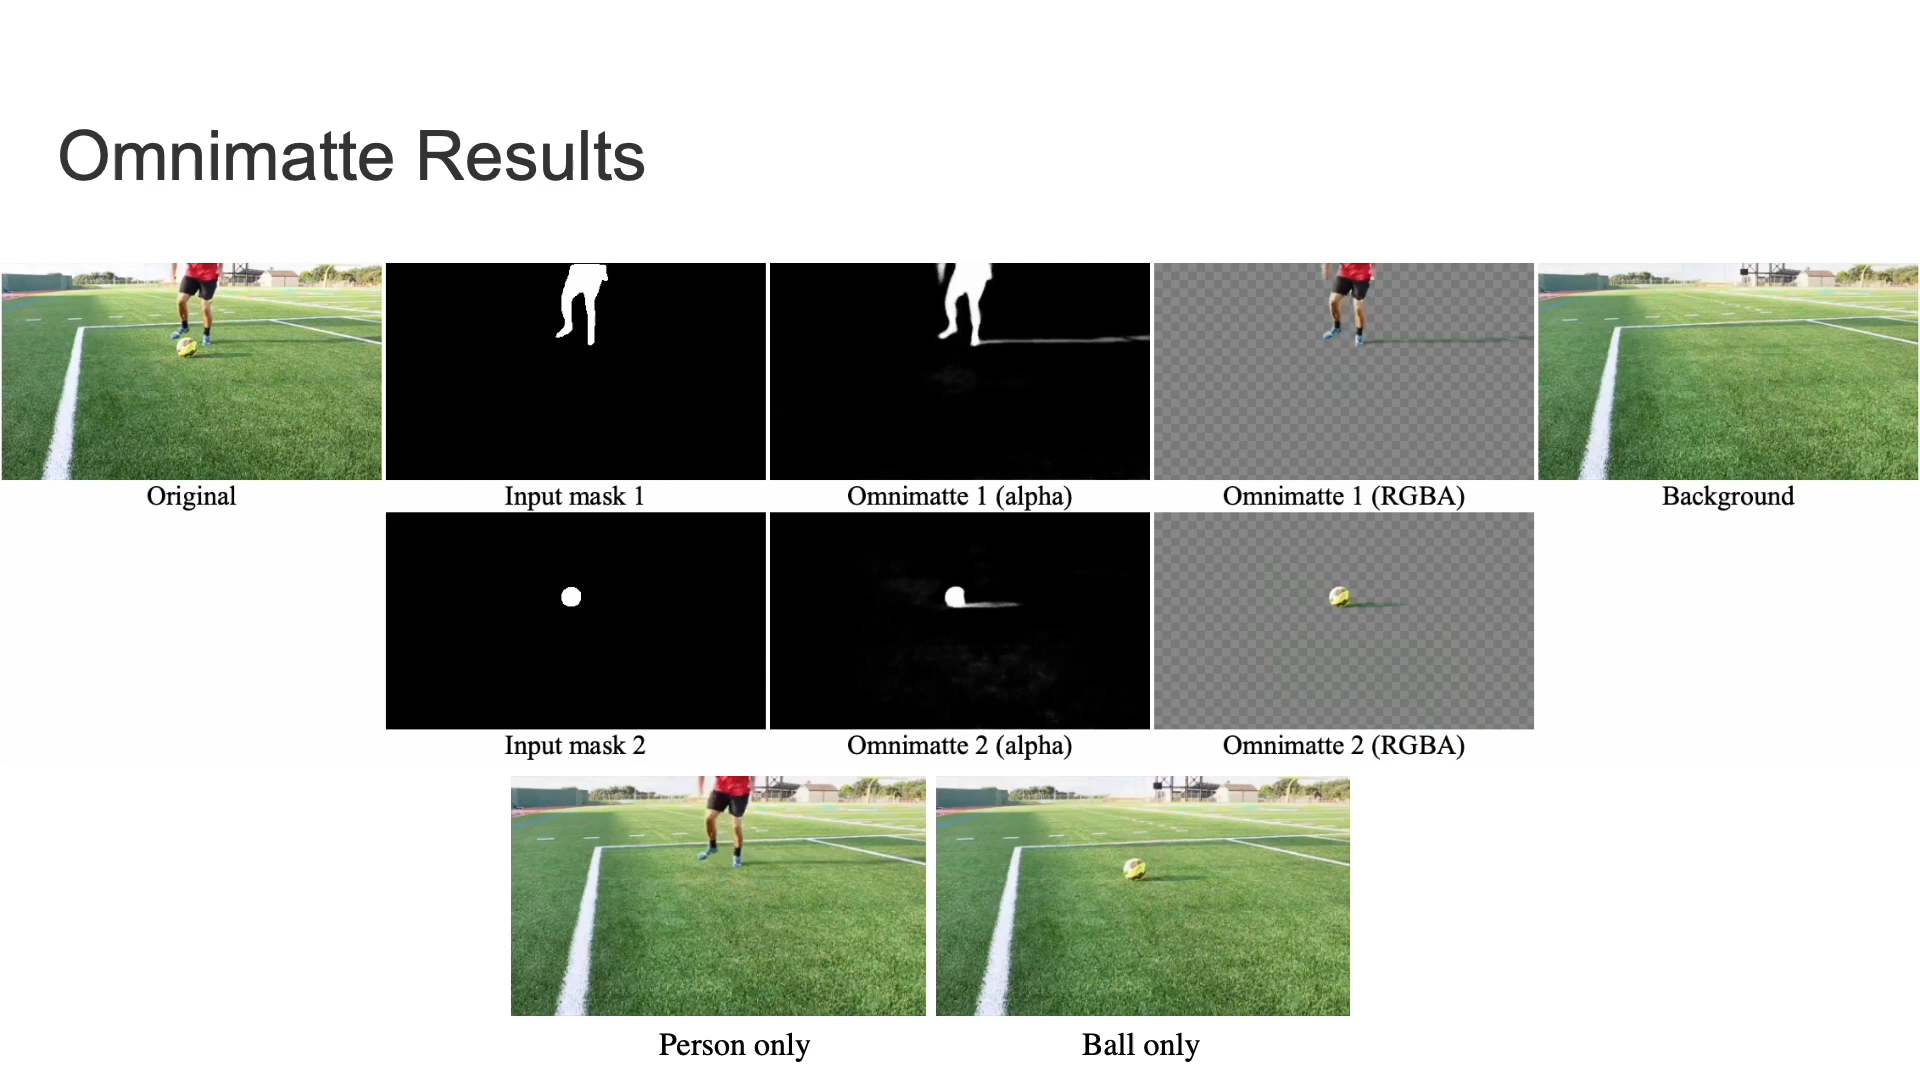 Omnimatte Results
Original
Input mask 1
Omnimatte 1 (alpha)
Omnimatte 1 (RGBA)
Background
Input mask 2
Omnimatte 2 (alpha)
Omnimatte 2 (RGBA)
Person only
Ball only